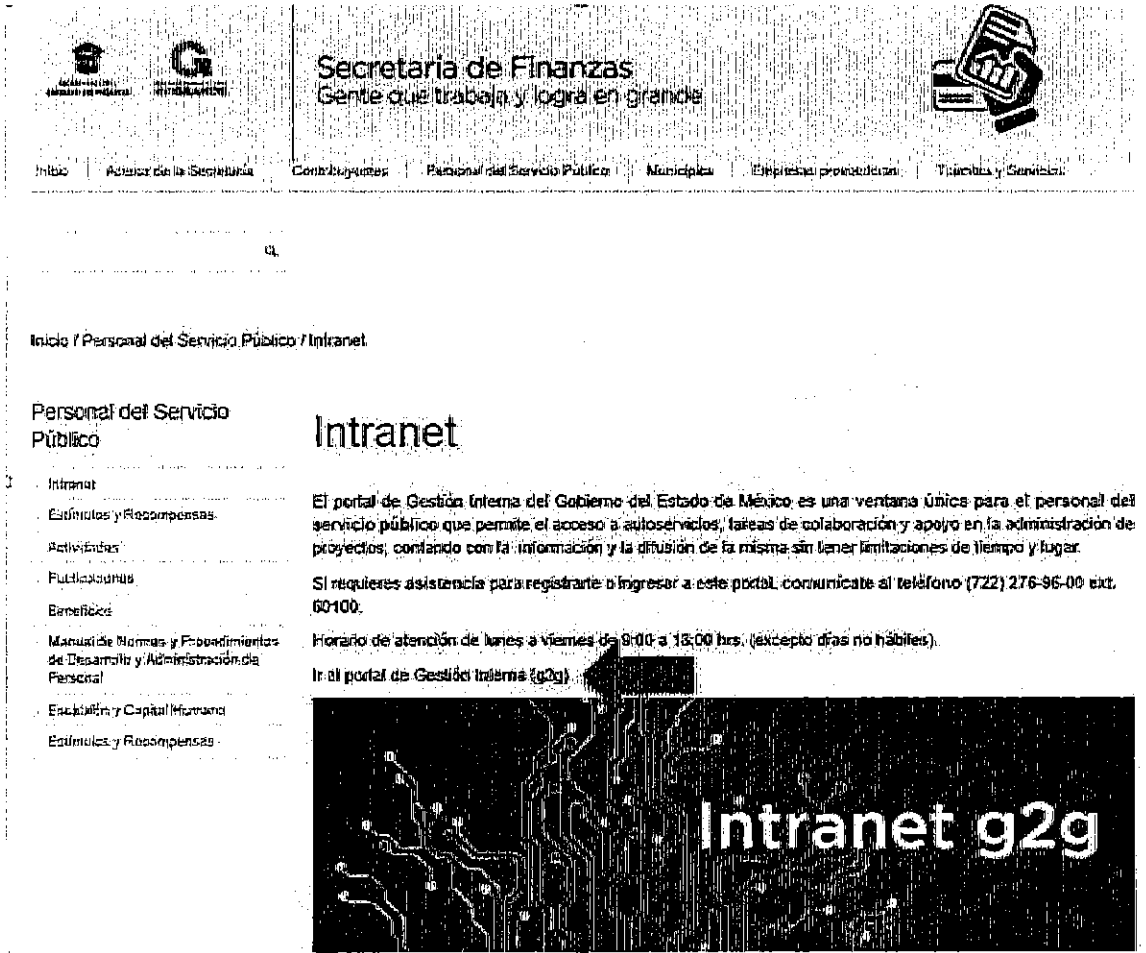 Secretaría de Finanzas
Gente que trabaja y logra en grande
Inicio Acerca de la Secretaría Contribuyentes Personal del Servicio Público Municipios Empresas proveedoras Trámites y Servicios
Inicio / Personal del Servicio Público / Intranet
Personal del Servicio
Público
Intranet
Estímulos y Recompensas
Actividades
Publicaciones
Beneficios
Manual de Normas y Procedimientos
de Desarrollo y Administración de
Personal
Escalafón y Capital Humano
Estímulos y Recompensas
Intranet
El portal de Gestión Interna del Gobierno del Estado de México es una ventana única para el personal del
servicio público que permite el acceso a autoservicios, tareas de colaboración y apoyo en la administración de
proyectos, contando con la información y la difusión de la misma sin tener limitaciones de tiempo y lugar.
Si requieres asistencia para registrarte o ingresar a este portal, comunícate al teléfono (722) 276-96-00 ext.
60100.
Horario de atención de lunes a viernes de 9:00 a 18:00 hrs. (excepto días no hábiles).
Ir al portal de Gestión Interna (g2g)
Intranet g2g